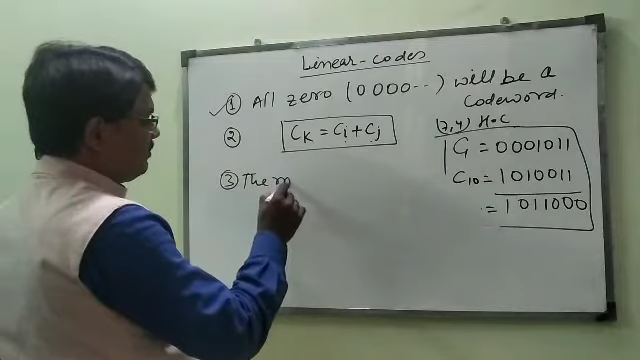 Linear-codes
① All zero (0000--) will be a
codeword.
② Ck = Ci + Cj
③ The m
(7,4) H.C
C1 = 0001011
C10 = 1010011
= 1011000